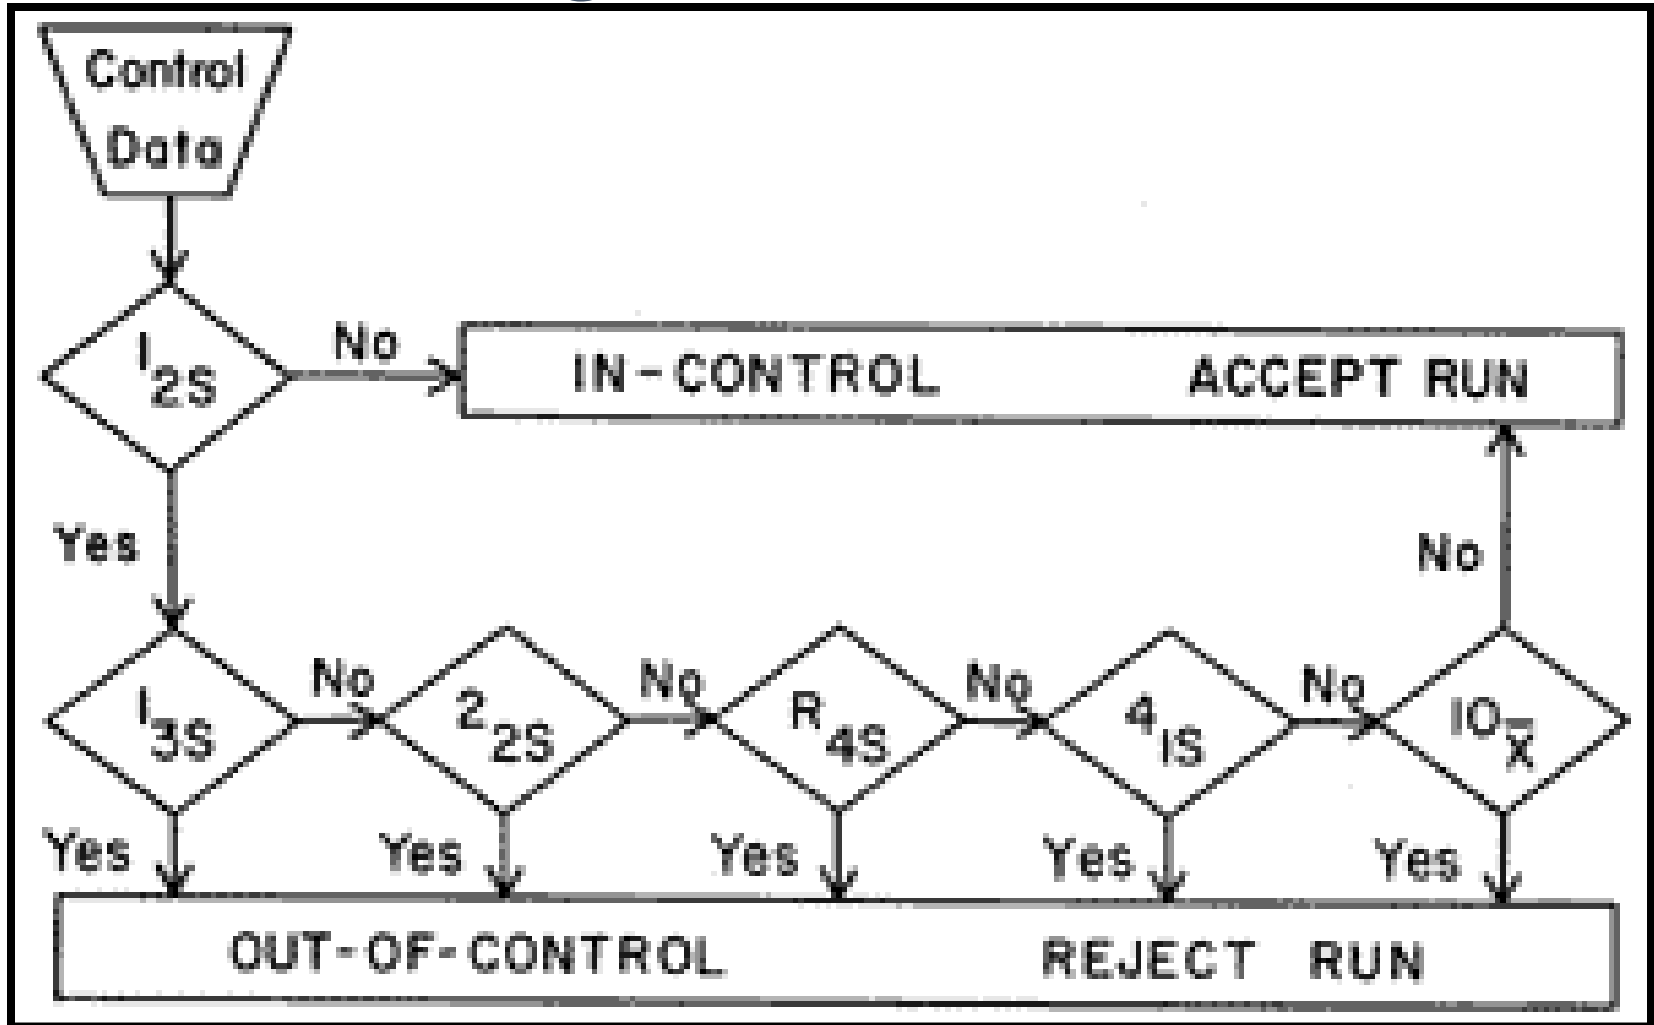 Control
Data
1 2S
No
IN-CONTROL ACCEPT RUN
Yes
No
1 3S
No
2 2S
No
R 4S
No
4 1S
No
10 X̄
Yes
Yes
Yes
Yes
Yes
OUT-OF-CONTROL REJECT RUN